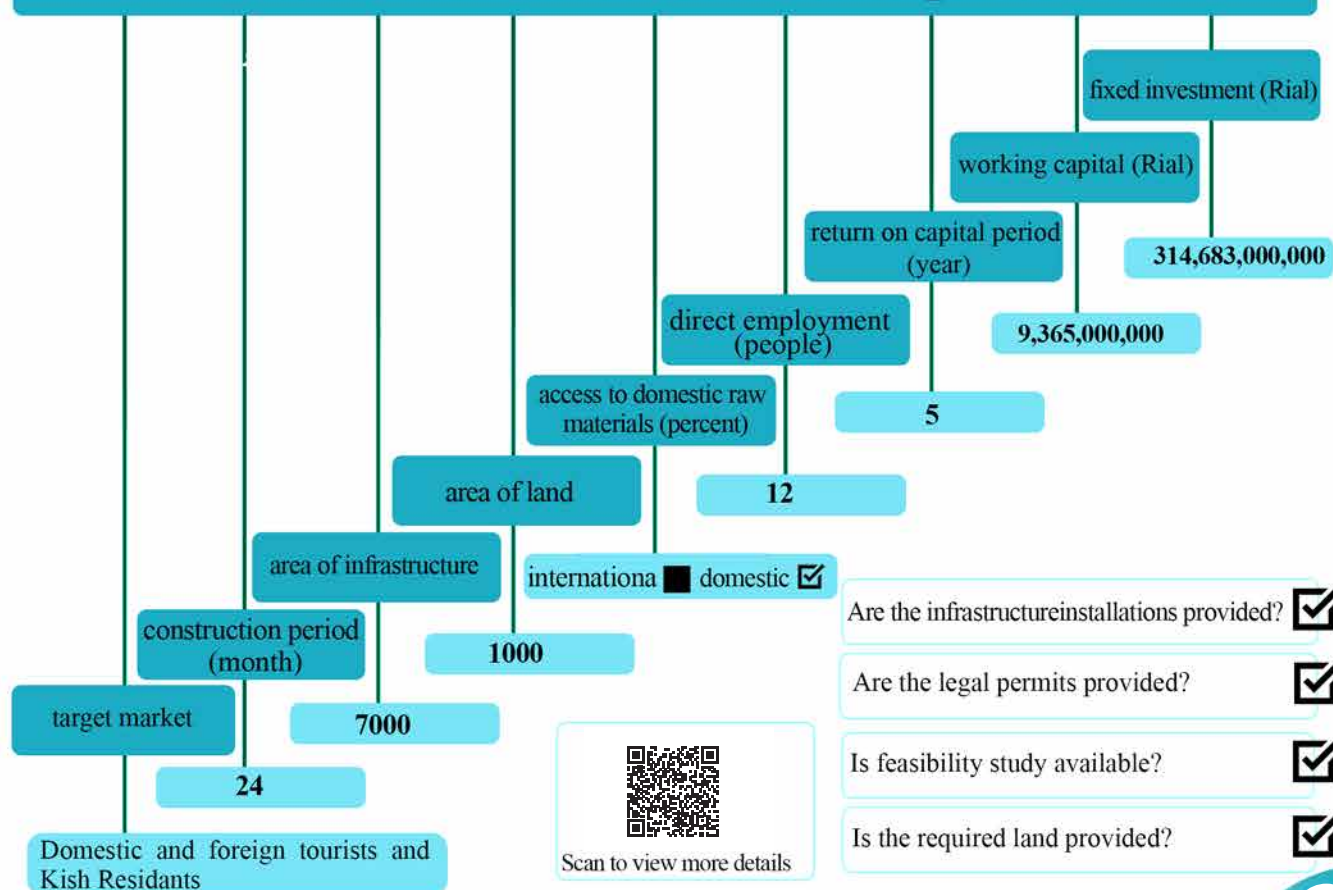 fixed investment (Rial)
314,683,000,000
working capital (Rial)
9,365,000,000
return on capital period
(year)
5
direct employment
(people)
12
access to domestic raw
materials (percent)
internationa domestic
area of land
1000
area of infrastructure
7000
construction period
(month)
24
target market
Domestic and foreign tourists and
Kish Residants
Are the infrastructureinstallations provided?
Are the legal permits provided?
Is feasibility study available?
Is the required land provided?
Scan to view more details